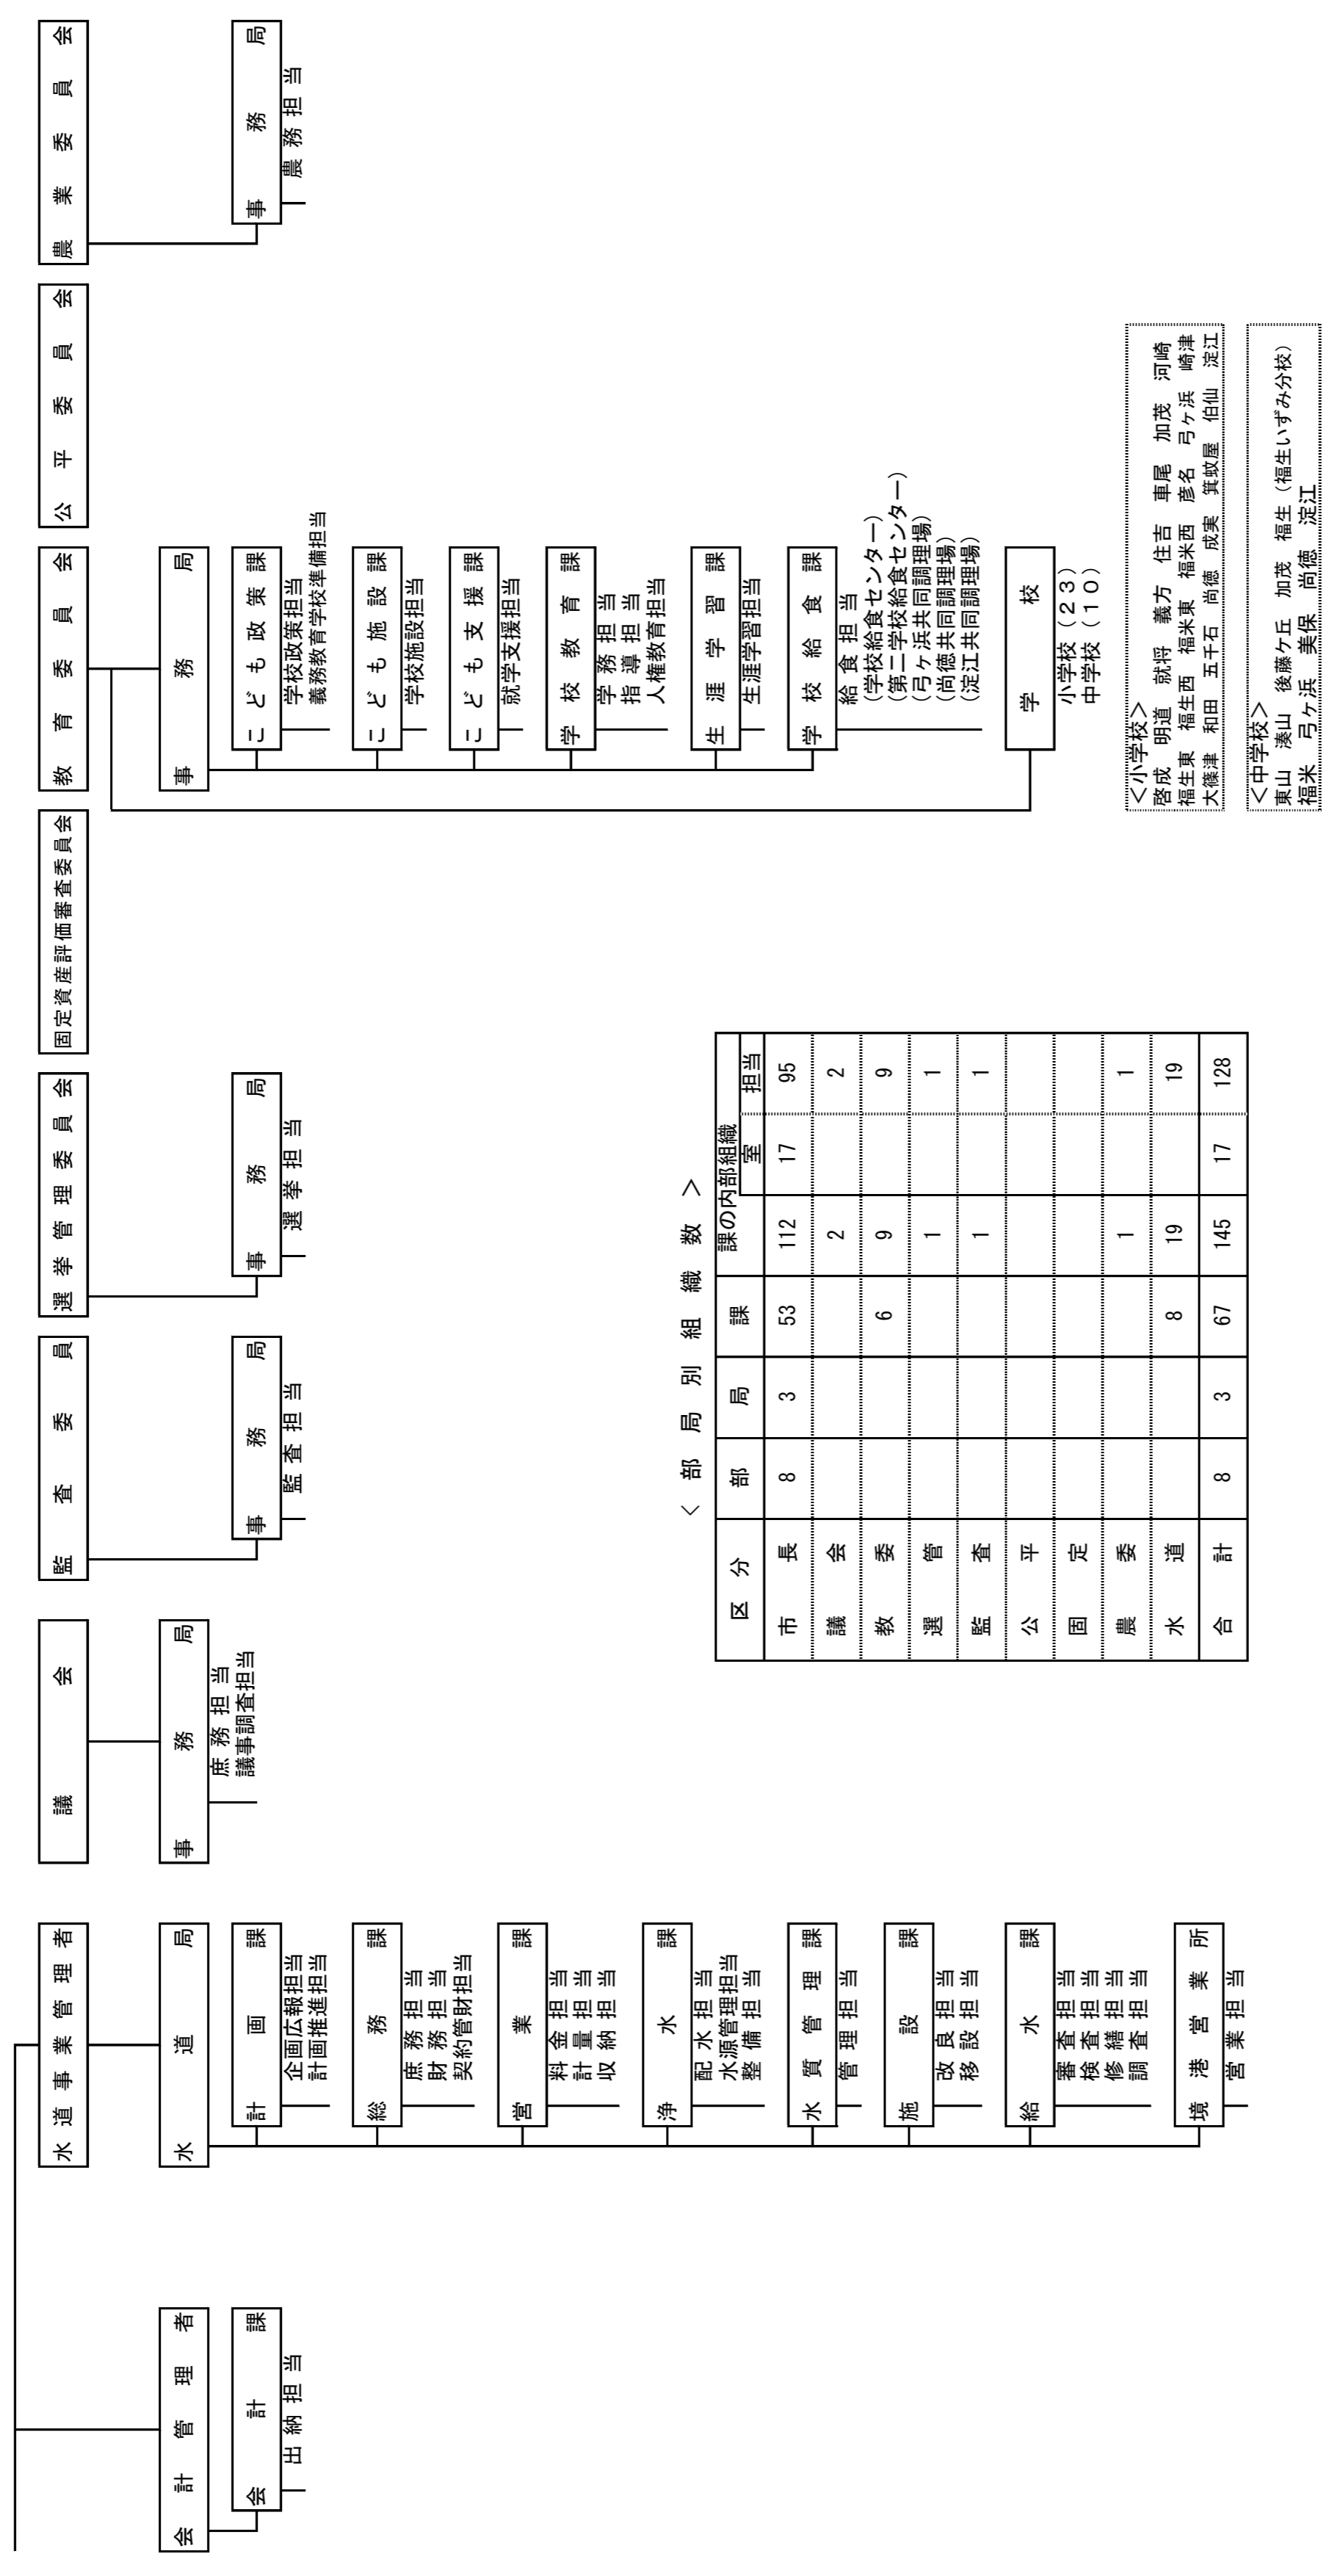 会計管理者
会計課
出納担当
水道事業管理者
水道局
計画課
企画広報担当
計画推進担当
総務課
庶務担当
財務担当
契約管財担当
営業課
料金担当
計量担当
収納担当
浄水課
配水担当
水源管理担当
整備担当
水質管理課
管理担当
施設課
改良担当
移設担当
給水課
審査担当
検査担当
修繕担当
調査担当
境港営業所
営業担当
議会
事務局
庶務担当
議事調査担当
監査委員
事務局
監査担当
選挙管理委員会
事務局
選挙担当
固定資産評価審査委員会
教育委員会
事務局
こども政策課
学校政策担当
義務教育学校準備担当
こども施設課
学校施設担当
こども支援課
就学支援担当
学校教育課
学務担当
指導担当
人権教育担当
生涯学習課
生涯学習担当
学校給食課
給食担当
(学校給食センター)
(第二学校給食センター)
(弓ヶ浜共同調理場)
(尚徳共同調理場)
(淀江共同調理場)
学校
小学校(23)
中学校(10)
<小学校>
啓成 明道 就将 義方 住吉 車尾 加茂 河崎
福生東 福生西 福米東 福米西 彦名 弓ヶ浜 崎津
大篠津 和田 五千石 尚徳 成実 箕蚊屋 伯仙 淀江
<中学校>
東山 湊山 後藤ケ丘 加茂 福生(福生いずみ分校)
福米 弓ヶ浜 美保 尚徳 淀江
公平委員会
農業委員会
事務局
農務担当
<部局別組織数>
区分 部 局 課 課の内部組織 室 担当
市長 8 3 53 112 17 95
議会 2 2
教委 6 9 9
選管 1 1
監査 1 1
公平
固定
農委 1 1
水道 8 19 19
合計 8 3 67 145 17 128